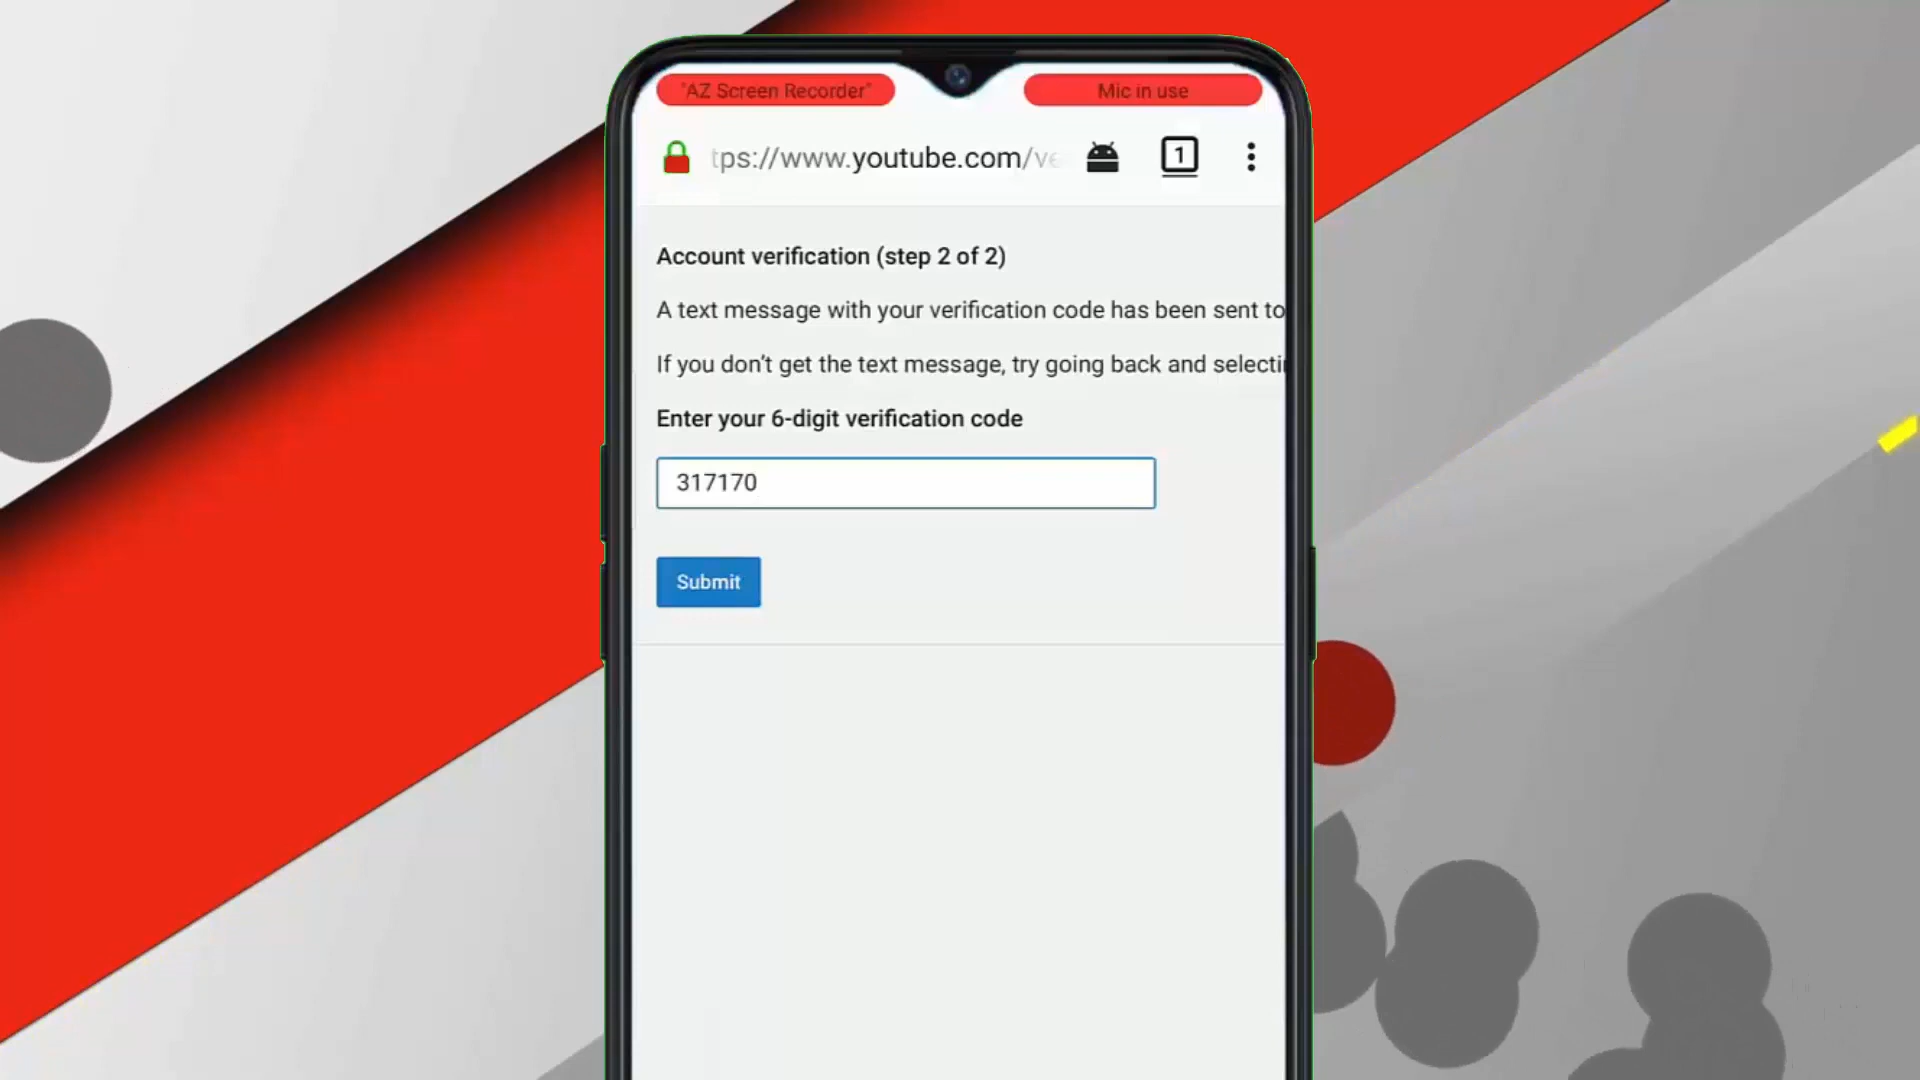 "AZ Screen Recorder"
Mic in use
tps://www.youtube.com/ve
1
Account verification (step 2 of 2)
A text message with your verification code has been sent to
If you don't get the text message, try going back and selectin
Enter your 6-digit verification code
317170
Submit